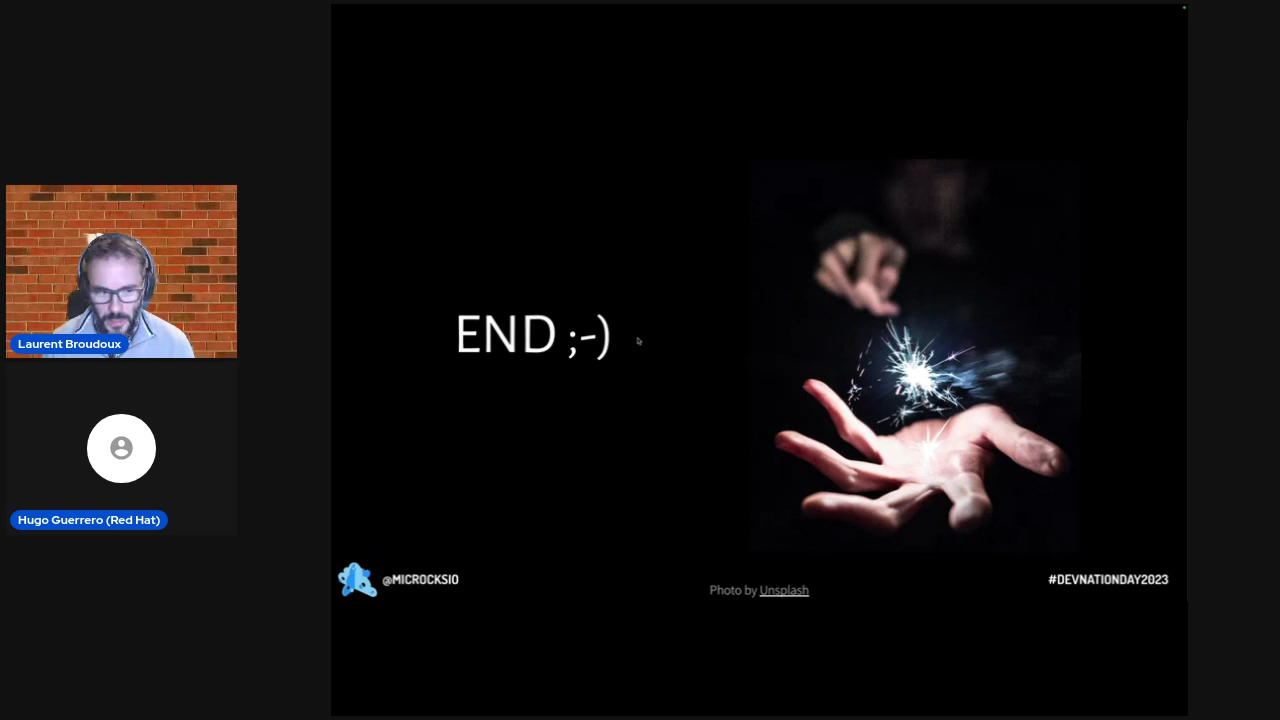 Laurent Broudoux
Hugo Guerrero (Red Hat)
END ;-)
@MICROCKSIO
Photo by Unsplash
#DEVNATIONDAY2023